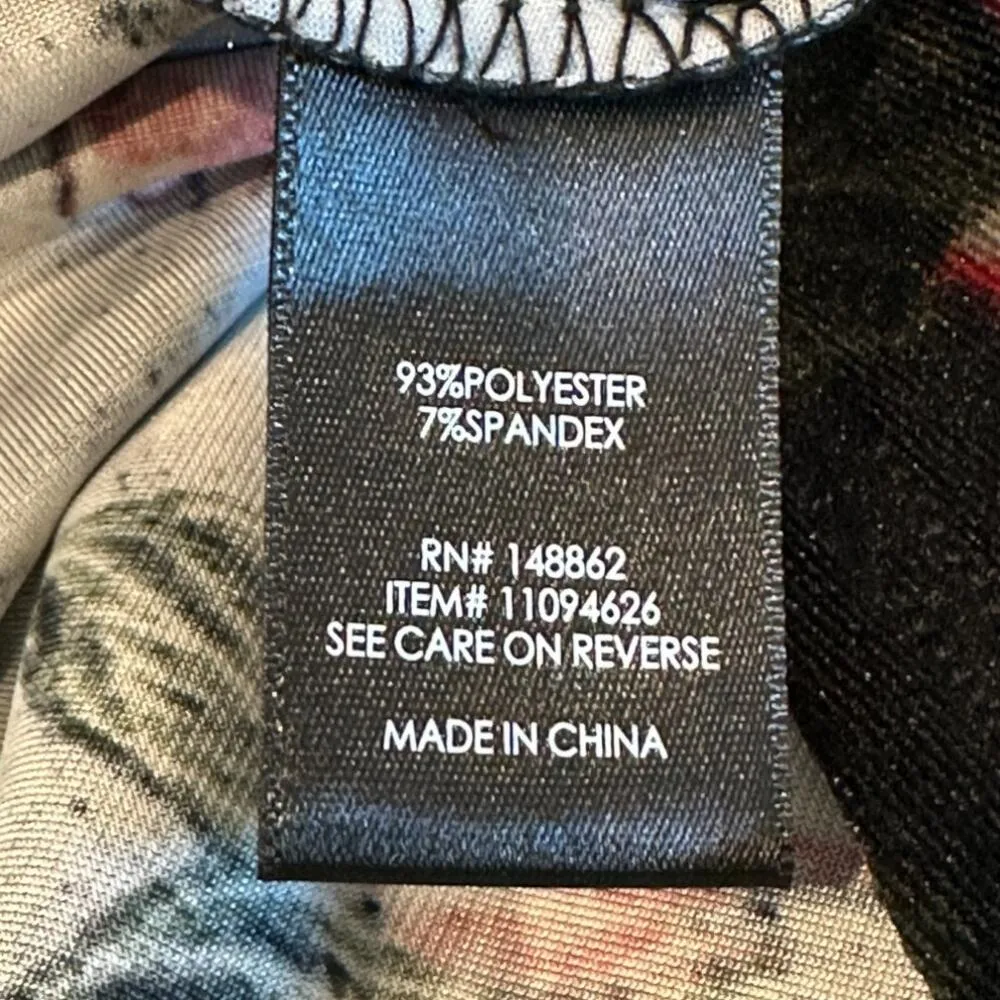 93%POLYESTER
7%SPANDEX
RN# 148862
ITEM# 11094626
SEE CARE ON REVERSE
MADE IN CHINA